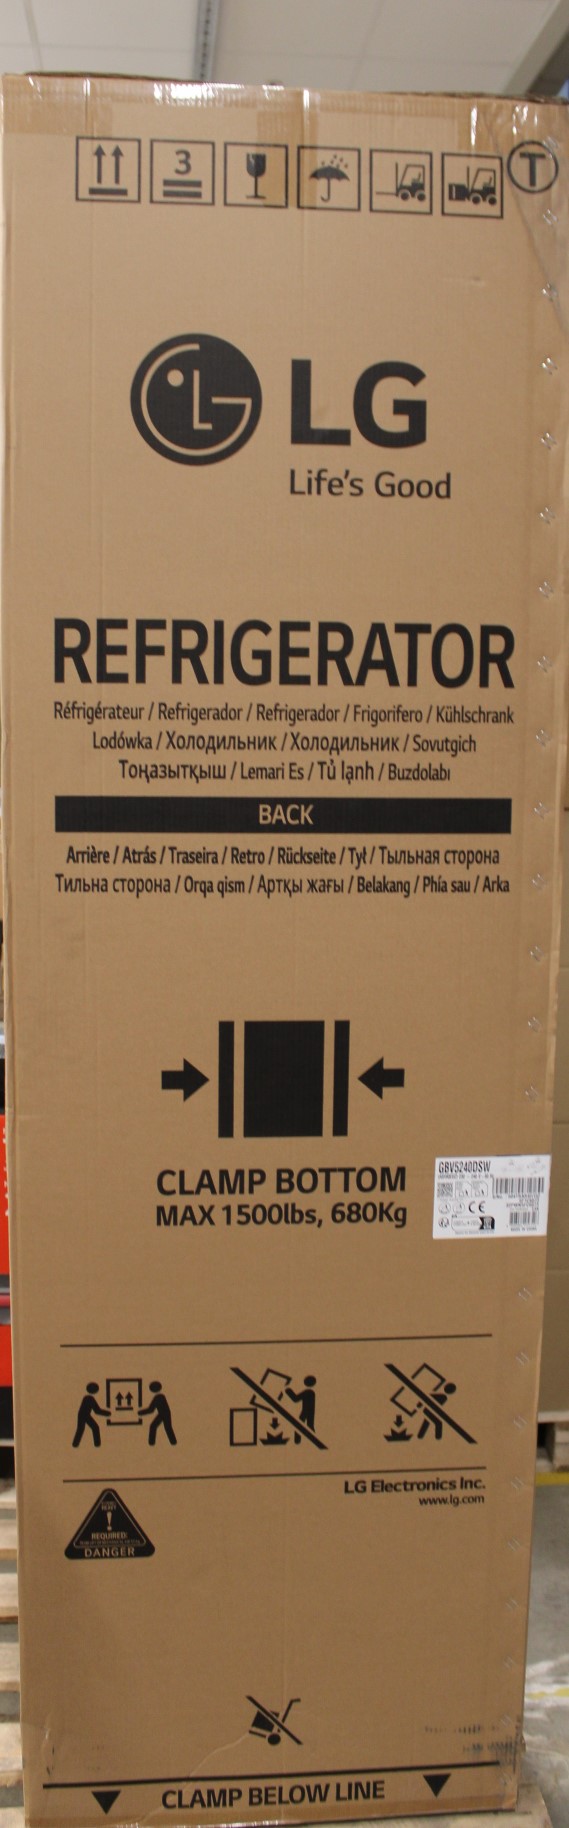 3
T
LG
Life's Good
REFRIGERATOR
Réfrigérateur / Refrigerador / Refrigerador / Frigorifero / Kühlschrank
Lodówka / Холодильник / Холодильник / Sovutgich
Тоңазытқыш / Lemari Es / Tủ lạnh / Buzdolabı
BACK
Arrière / Atrás / Traseira / Retro / Rückseite / Tył / Тыльная сторона
Тильна сторона / Orqa qism / Артқы жағы / Belakang / Phía sau / Arka
CLAMP BOTTOM
MAX 1500lbs, 680Kg
GBV5240DSW
CE
LG Electronics Inc.
www.lg.com
REQUIRED:
DANGER
CLAMP BELOW LINE